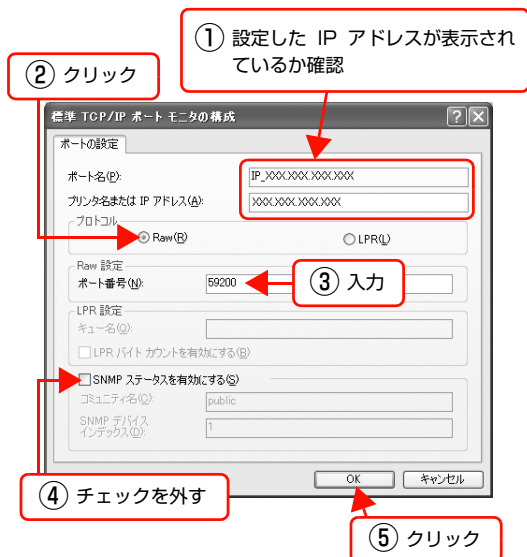 ① 設定した IP アドレスが表示され
ているか確認
② クリック
標準 TCP/IP ポート モニタの構成
ポートの設定
ポート名(P):
IP_XXX.XXX.XXX.XXX
プリンタ名または IP アドレス(A):
XXX.XXX.XXX.XXX
プロトコル
Raw(R)
LPR(L)
Raw 設定
ポート番号(N):
59200
③ 入力
LPR 設定
キュー名(Q):
LPR バイト カウントを有効にする(B)
SNMP ステータスを有効にする(S)
コミュニティ名(C):
public
SNMP デバイス
インデックス(D):
1
OK
キャンセル
④ チェックを外す
⑤ クリック